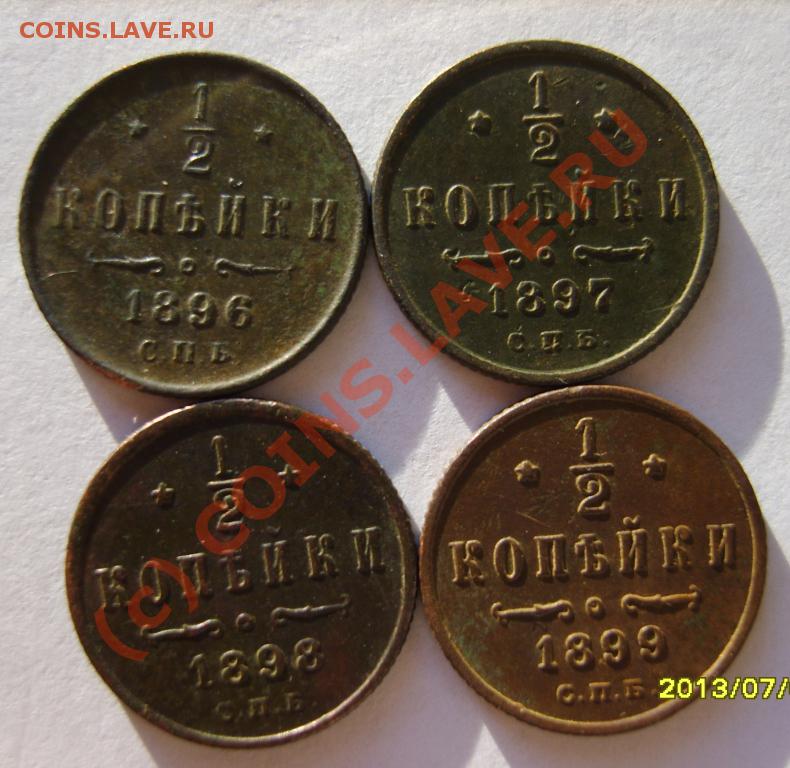 COINS.LAVE.RU
1
2
КОПѢЙКИ
1896
С.П.Б.
1
2
КОПѢЙКИ
1897
С.П.Б.
1
2
КОПѢЙКИ
1898
С.П.Б.
1
2
КОПѢЙКИ
1899
С.П.Б.
(c) COINS.LAVE.RU
2013/07/